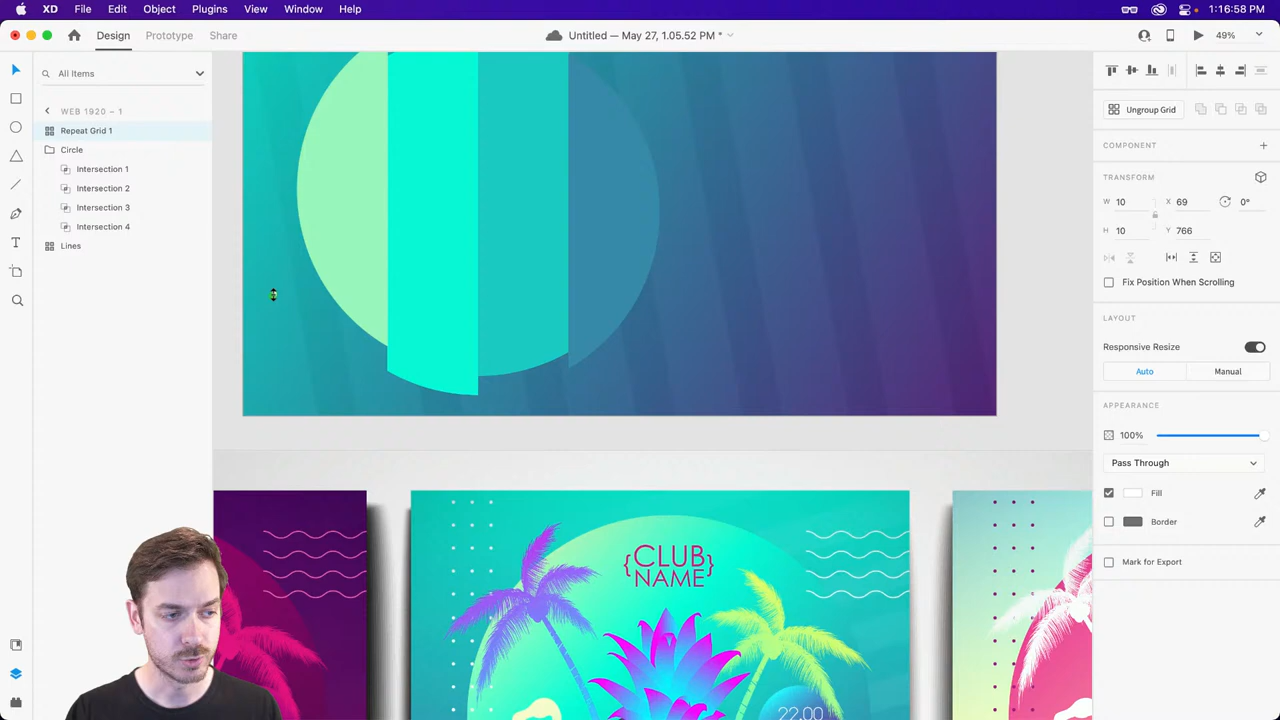 XD File Edit Object Plugins View Window Help 1:16:58 PM
Design Prototype Share Untitled — May 27, 1.05.52 PM * 49%
All Items
WEB 1920 – 1
Repeat Grid 1
Circle
Intersection 1
Intersection 2
Intersection 3
Intersection 4
Lines
Ungroup Grid
COMPONENT
TRANSFORM
W 10 X 69 0°
H 10 Y 766
Fix Position When Scrolling
LAYOUT
Responsive Resize
Auto Manual
APPEARANCE
100%
Pass Through
Fill
Border
Mark for Export
{CLUB
NAME}
22.00